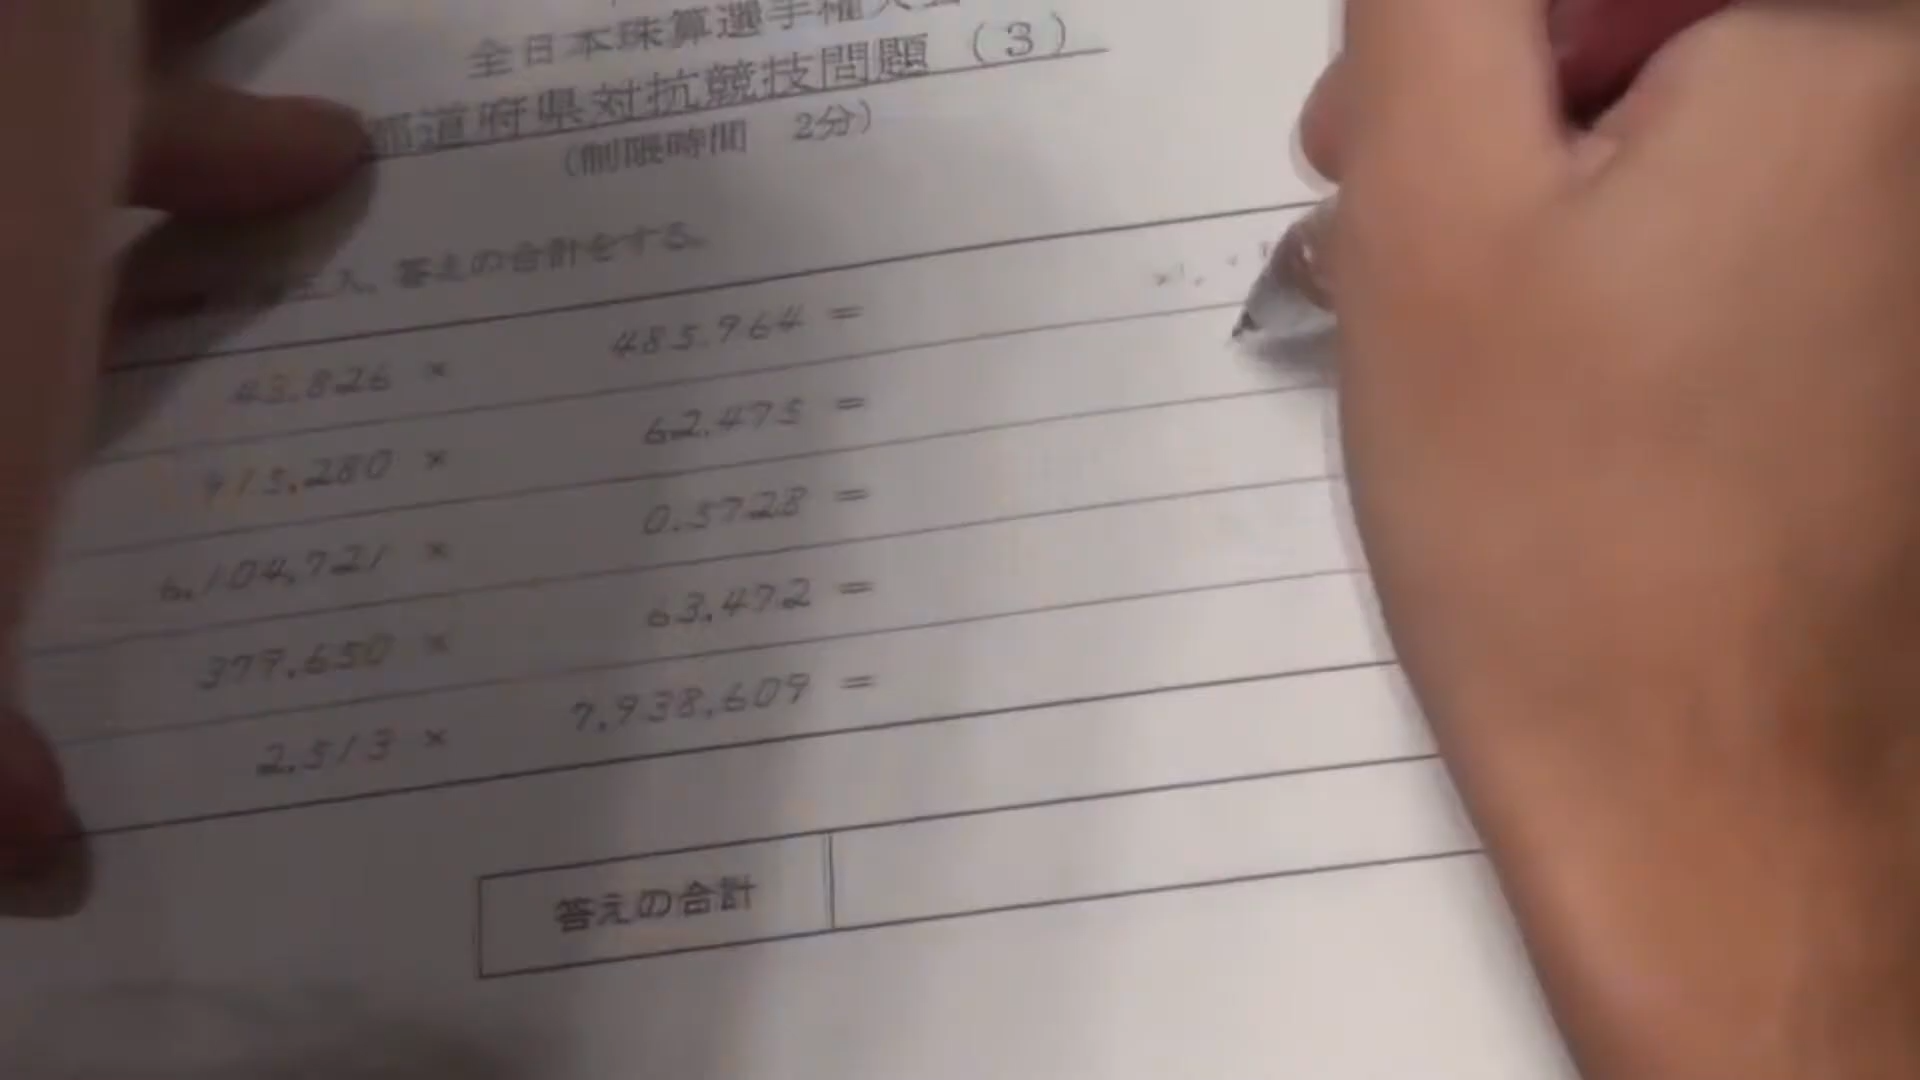 全日本珠算選手権大会
都道府県対抗競技問題（3）
（制限時間　2分）
答えの合計をする。
43,826 × 485,964 =
915,280 × 62,475 =
6,104,721 × 0.5728 =
379,650 × 63,472 =
2,513 × 7,938,609 =
答えの合計